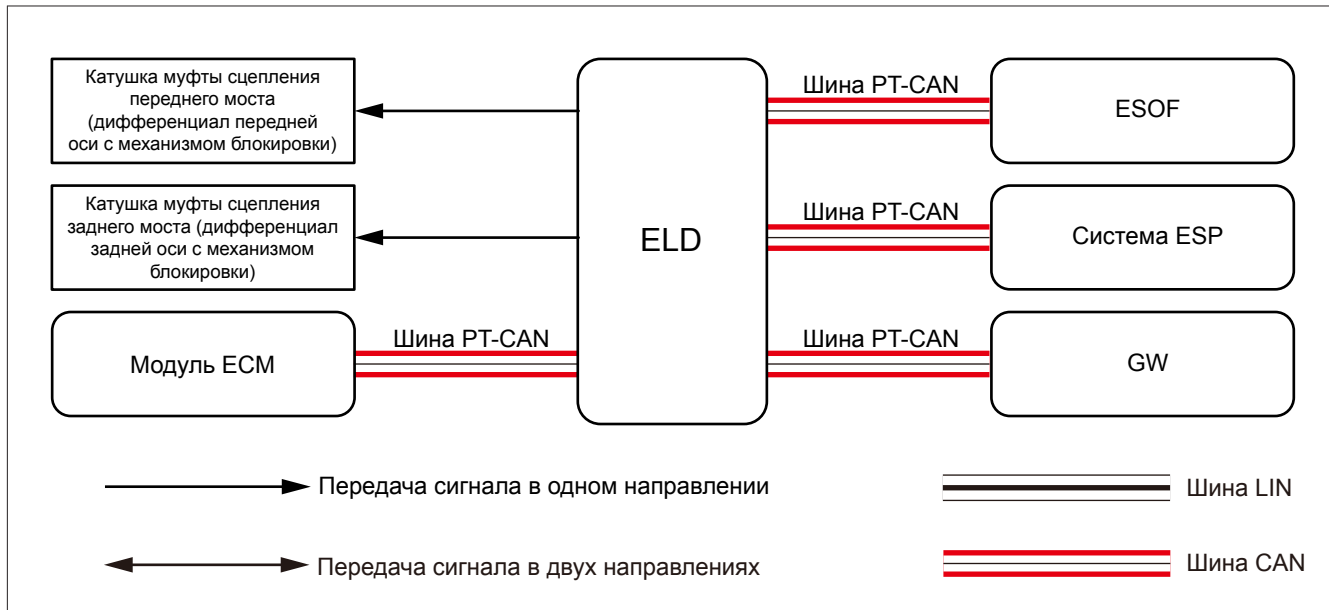 Катушка муфты сцепления
переднего моста
(дифференциал передней
оси с механизмом блокировки)
Катушка муфты сцепления
заднего моста (дифференциал
задней оси с механизмом
блокировки)
Модуль ECM
Шина PT-CAN
ELD
Шина PT-CAN
ESOF
Шина PT-CAN
Система ESP
Шина PT-CAN
GW
Передача сигнала в одном направлении
Шина LIN
Передача сигнала в двух направлениях
Шина CAN